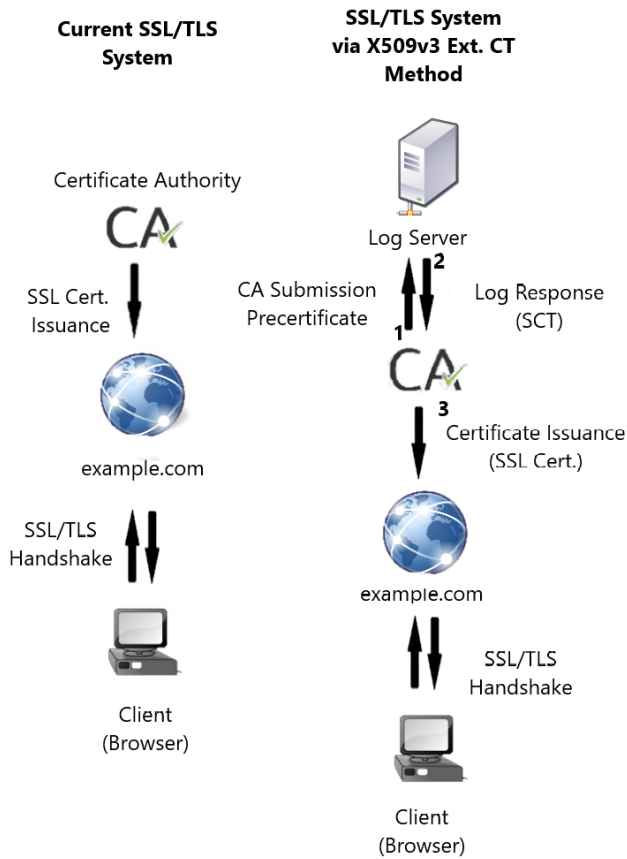 Current SSL/TLS
System
Certificate Authority
CA
SSL Cert.
Issuance
example.com
SSL/TLS
Handshake
Client
(Browser)
SSL/TLS System
via X509v3 Ext. CT
Method
Log Server
2
CA Submission
Precertificate
Log Response
(SCT)
1
CA
3
Certificate Issuance
(SSL Cert.)
example.com
SSL/TLS
Handshake
Client
(Browser)